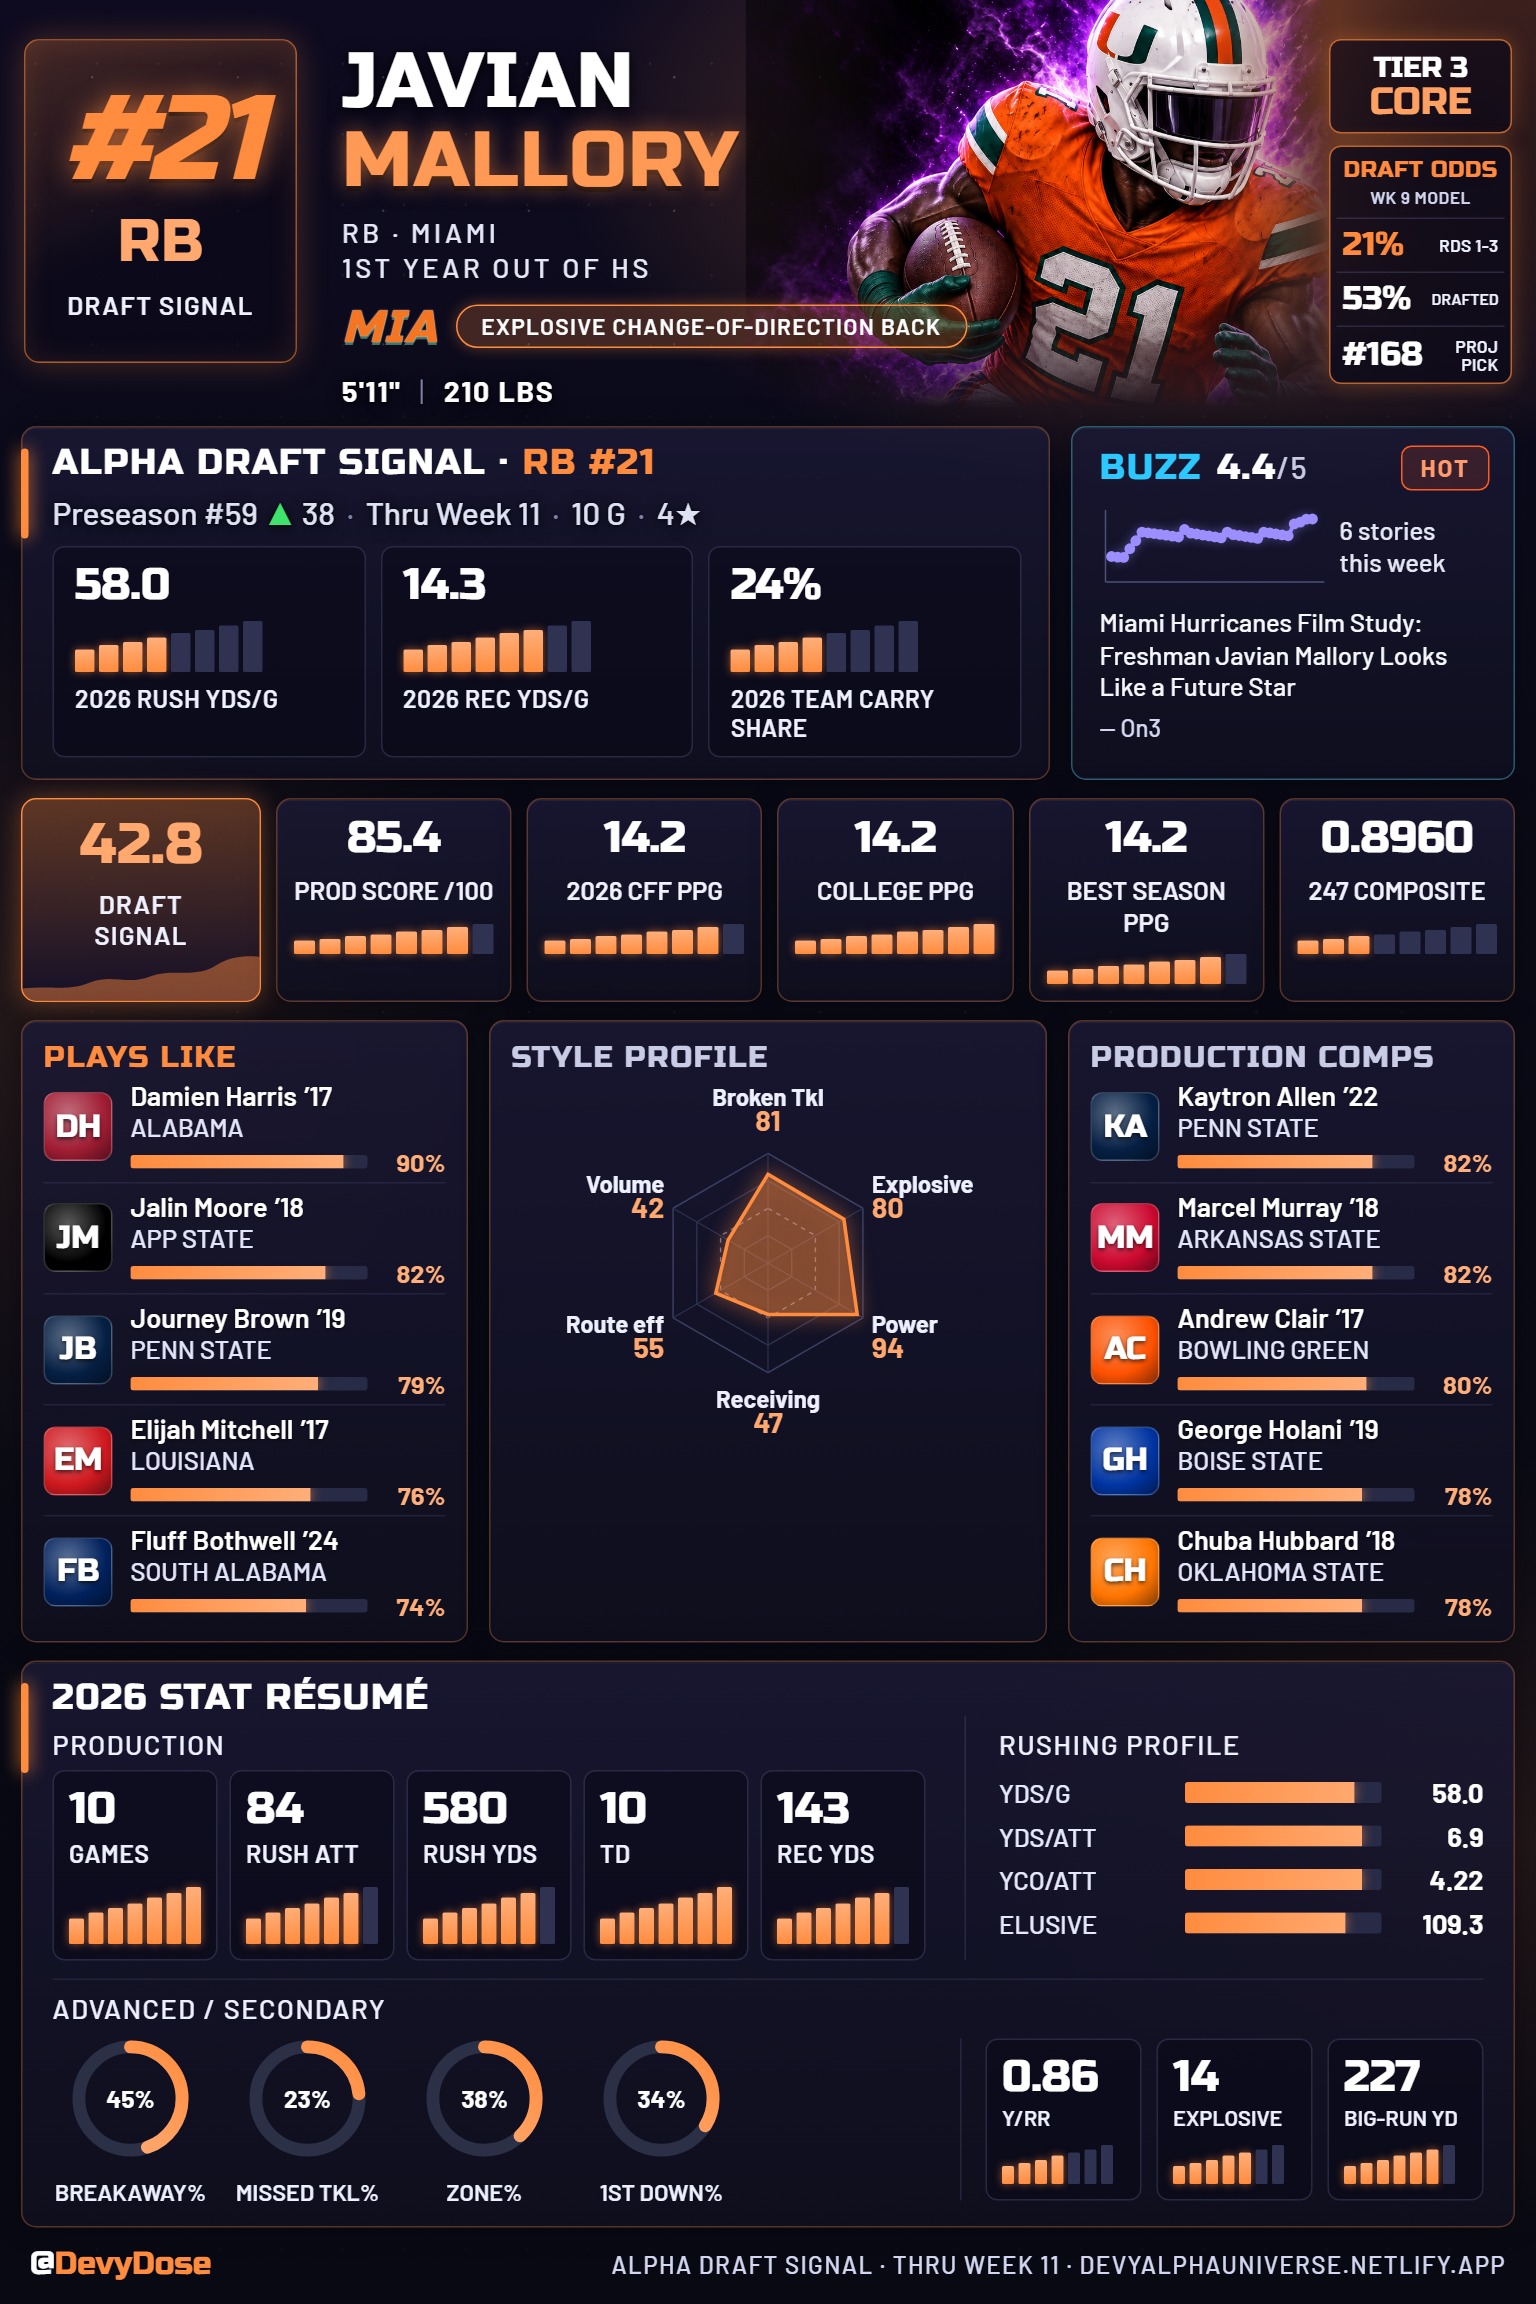 #21
RB
DRAFT SIGNAL
JAVIAN
MALLORY
RB · MIAMI
1ST YEAR OUT OF HS
MIA
EXPLOSIVE CHANGE-OF-DIRECTION BACK
5'11" | 210 LBS
21
TIER 3
CORE
DRAFT ODDS
WK 9 MODEL
21% RDS 1-3
53% DRAFTED
#168 PROJ
PICK
ALPHA DRAFT SIGNAL · RB #21
Preseason #59 ▲ 38 · Thru Week 11 · 10 G · 4★
58.0
2026 RUSH YDS/G
14.3
2026 REC YDS/G
24%
2026 TEAM CARRY
SHARE
BUZZ 4.4/5
HOT
6 stories
this week
Miami Hurricanes Film Study:
Freshman Javian Mallory Looks
Like a Future Star
— On3
42.8
DRAFT
SIGNAL
85.4
PROD SCORE /100
14.2
2026 CFF PPG
14.2
COLLEGE PPG
14.2
BEST SEASON
PPG
0.8960
247 COMPOSITE
PLAYS LIKE
DH
Damien Harris ’17
ALABAMA
90%
JM
Jalin Moore ’18
APP STATE
82%
JB
Journey Brown ’19
PENN STATE
79%
EM
Elijah Mitchell ’17
LOUISIANA
76%
FB
Fluff Bothwell ’24
SOUTH ALABAMA
74%
STYLE PROFILE
Broken Tkl
81
Explosive
80
Power
94
Receiving
47
Route eff
55
Volume
42
PRODUCTION COMPS
KA
Kaytron Allen ’22
PENN STATE
82%
MM
Marcel Murray ’18
ARKANSAS STATE
82%
AC
Andrew Clair ’17
BOWLING GREEN
80%
GH
George Holani ’19
BOISE STATE
78%
CH
Chuba Hubbard ’18
OKLAHOMA STATE
78%
2026 STAT RÉSUMÉ
PRODUCTION
10
GAMES
84
RUSH ATT
580
RUSH YDS
10
TD
143
REC YDS
RUSHING PROFILE
YDS/G 58.0
YDS/ATT 6.9
YCO/ATT 4.22
ELUSIVE 109.3
ADVANCED / SECONDARY
45%
BREAKAWAY%
23%
MISSED TKL%
38%
ZONE%
34%
1ST DOWN%
0.86
Y/RR
14
EXPLOSIVE
227
BIG-RUN YD
@DevyDose
ALPHA DRAFT SIGNAL · THRU WEEK 11 · DEVYALPHAUNIVERSE.NETLIFY.APP